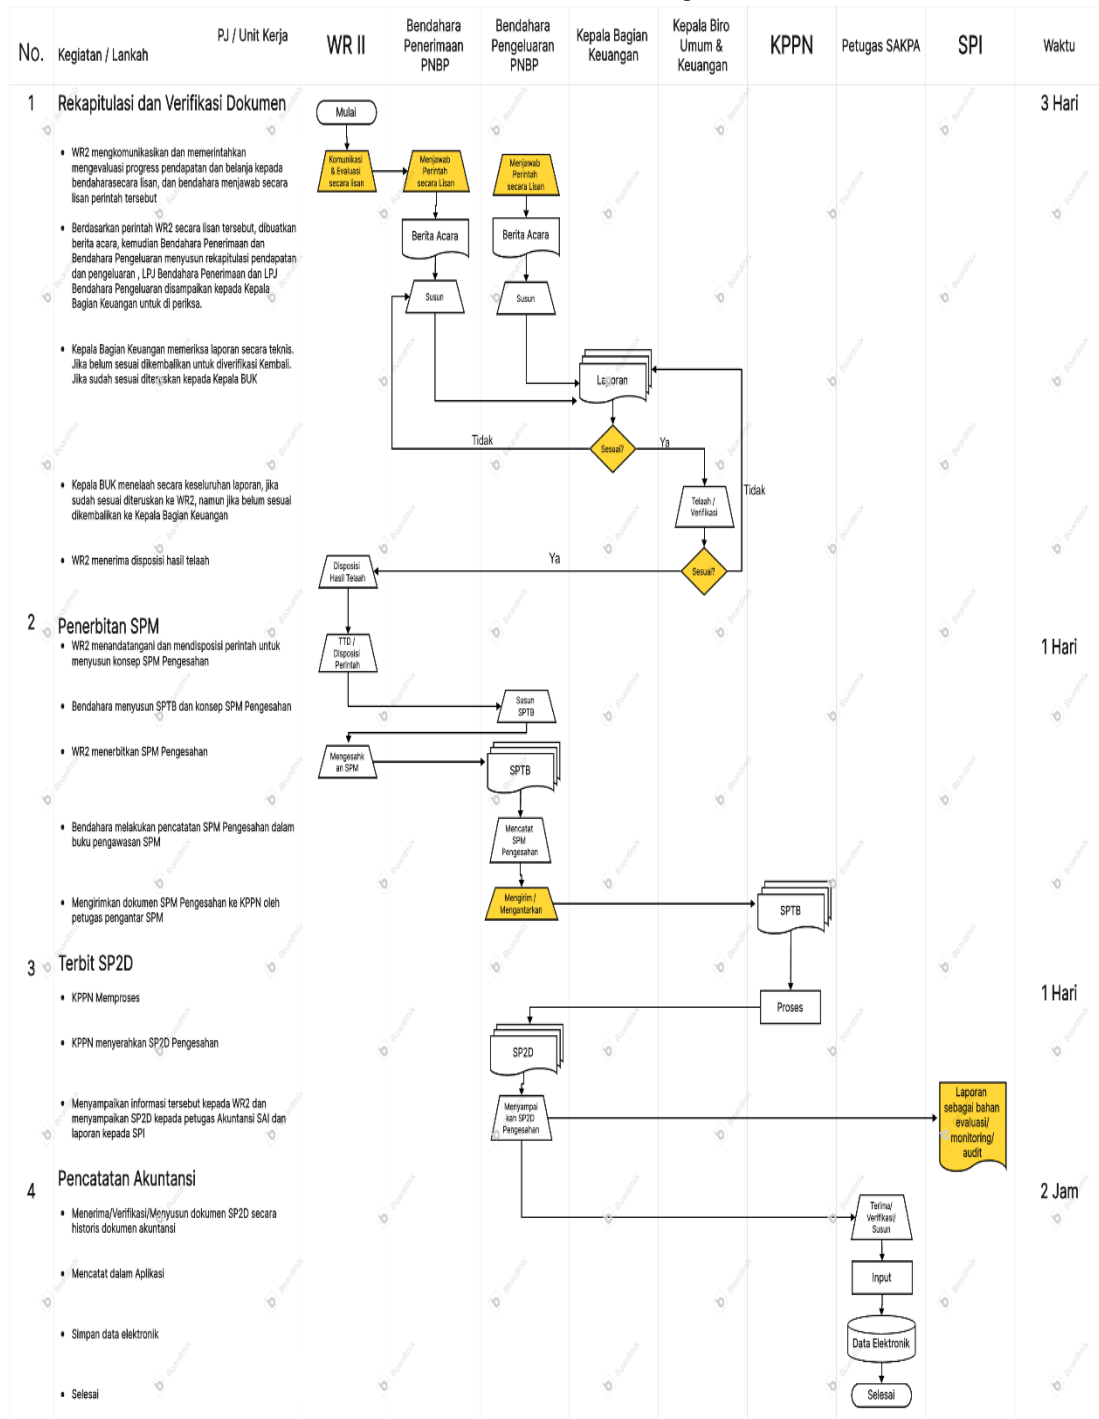 No.
Kegiatan / Lankah
PJ / Unit Kerja
WR II
Bendahara
Penerimaan
PNBP
Bendahara
Pengeluaran
PNBP
Kepala Bagian
Keuangan
Kepala Biro
Umum &
Keuangan
KPPN
Petugas SAKPA
SPI
Waktu
1
Rekapitulasi dan Verifikasi Dokumen
3 Hari
Mulai
• WR2 mengkomunikasikan dan memerintahkan
mengevaluasi progress pendapatan dan belanja kepada
bendaharasecara lisan, dan bendahara menjawab secara
lisan perintah tersebut
Komunikasi
& Evaluasi
secara lisan
Menjawab
Perintah
secara Lisan
Menjawab
Perintah
secara Lisan
• Berdasarkan perintah WR2 secara lisan tersebut, dibuatkan
berita acara, kemudian Bendahara Penerimaan dan
Bendahara Pengeluaran menyusun rekapitulasi pendapatan
dan pengeluaran , LPJ Bendahara Penerimaan dan LPJ
Bendahara Pengeluaran disampaikan kepada Kepala
Bagian Keuangan untuk di periksa.
Berita Acara
Berita Acara
Susun
Susun
• Kepala Bagian Keuangan memeriksa laporan secara teknis.
Jika belum sesuai dikembalikan untuk diverifikasi Kembali.
Jika sudah sesuai diteruskan kepada Kepala BUK
Laporan
Tidak
Sesuai?
Ya
• Kepala BUK menelaah secara keseluruhan laporan, jika
sudah sesuai diteruskan ke WR2, namun jika belum sesuai
dikembalikan ke Kepala Bagian Keuangan
Telaah /
Verifikasi
Tidak
• WR2 menerima disposisi hasil telaah
Disposisi
Hasil Telaah
Ya
Sesuai?
2
Penerbitan SPM
1 Hari
• WR2 menandatangani dan mendisposisi perintah untuk
menyusun konsep SPM Pengesahan
TTD /
Disposisi
Perintah
• Bendahara menyusun SPTB dan konsep SPM Pengesahan
Susun
SPTB
• WR2 menerbitkan SPM Pengesahan
Mengesahk
an SPM
SPTB
• Bendahara melakukan pencatatan SPM Pengesahan dalam
buku pengawasan SPM
Mencatat
SPM
Pengesahan
• Mengirimkan dokumen SPM Pengesahan ke KPPN oleh
petugas pengantar SPM
Mengirim /
Mengantarkan
SPTB
3
Terbit SP2D
1 Hari
• KPPN Memproses
Proses
• KPPN menyerahkan SP2D Pengesahan
SP2D
• Menyampaikan informasi tersebut kepada WR2 dan
menyampaikan SP2D kepada petugas Akuntansi SAI dan
laporan kepada SPI
Menyampai
kan SP2D
Pengesahan
Laporan
sebagai bahan
evaluasi/
monitoring/
audit
4
Pencatatan Akuntansi
2 Jam
• Menerima/Verifikasi/Menyusun dokumen SP2D secara
historis dokumen akuntansi
Terima/
Verifikasi/
Susun
• Mencatat dalam Aplikasi
Input
• Simpan data elektronik
Data Elektronik
• Selesai
Selesai